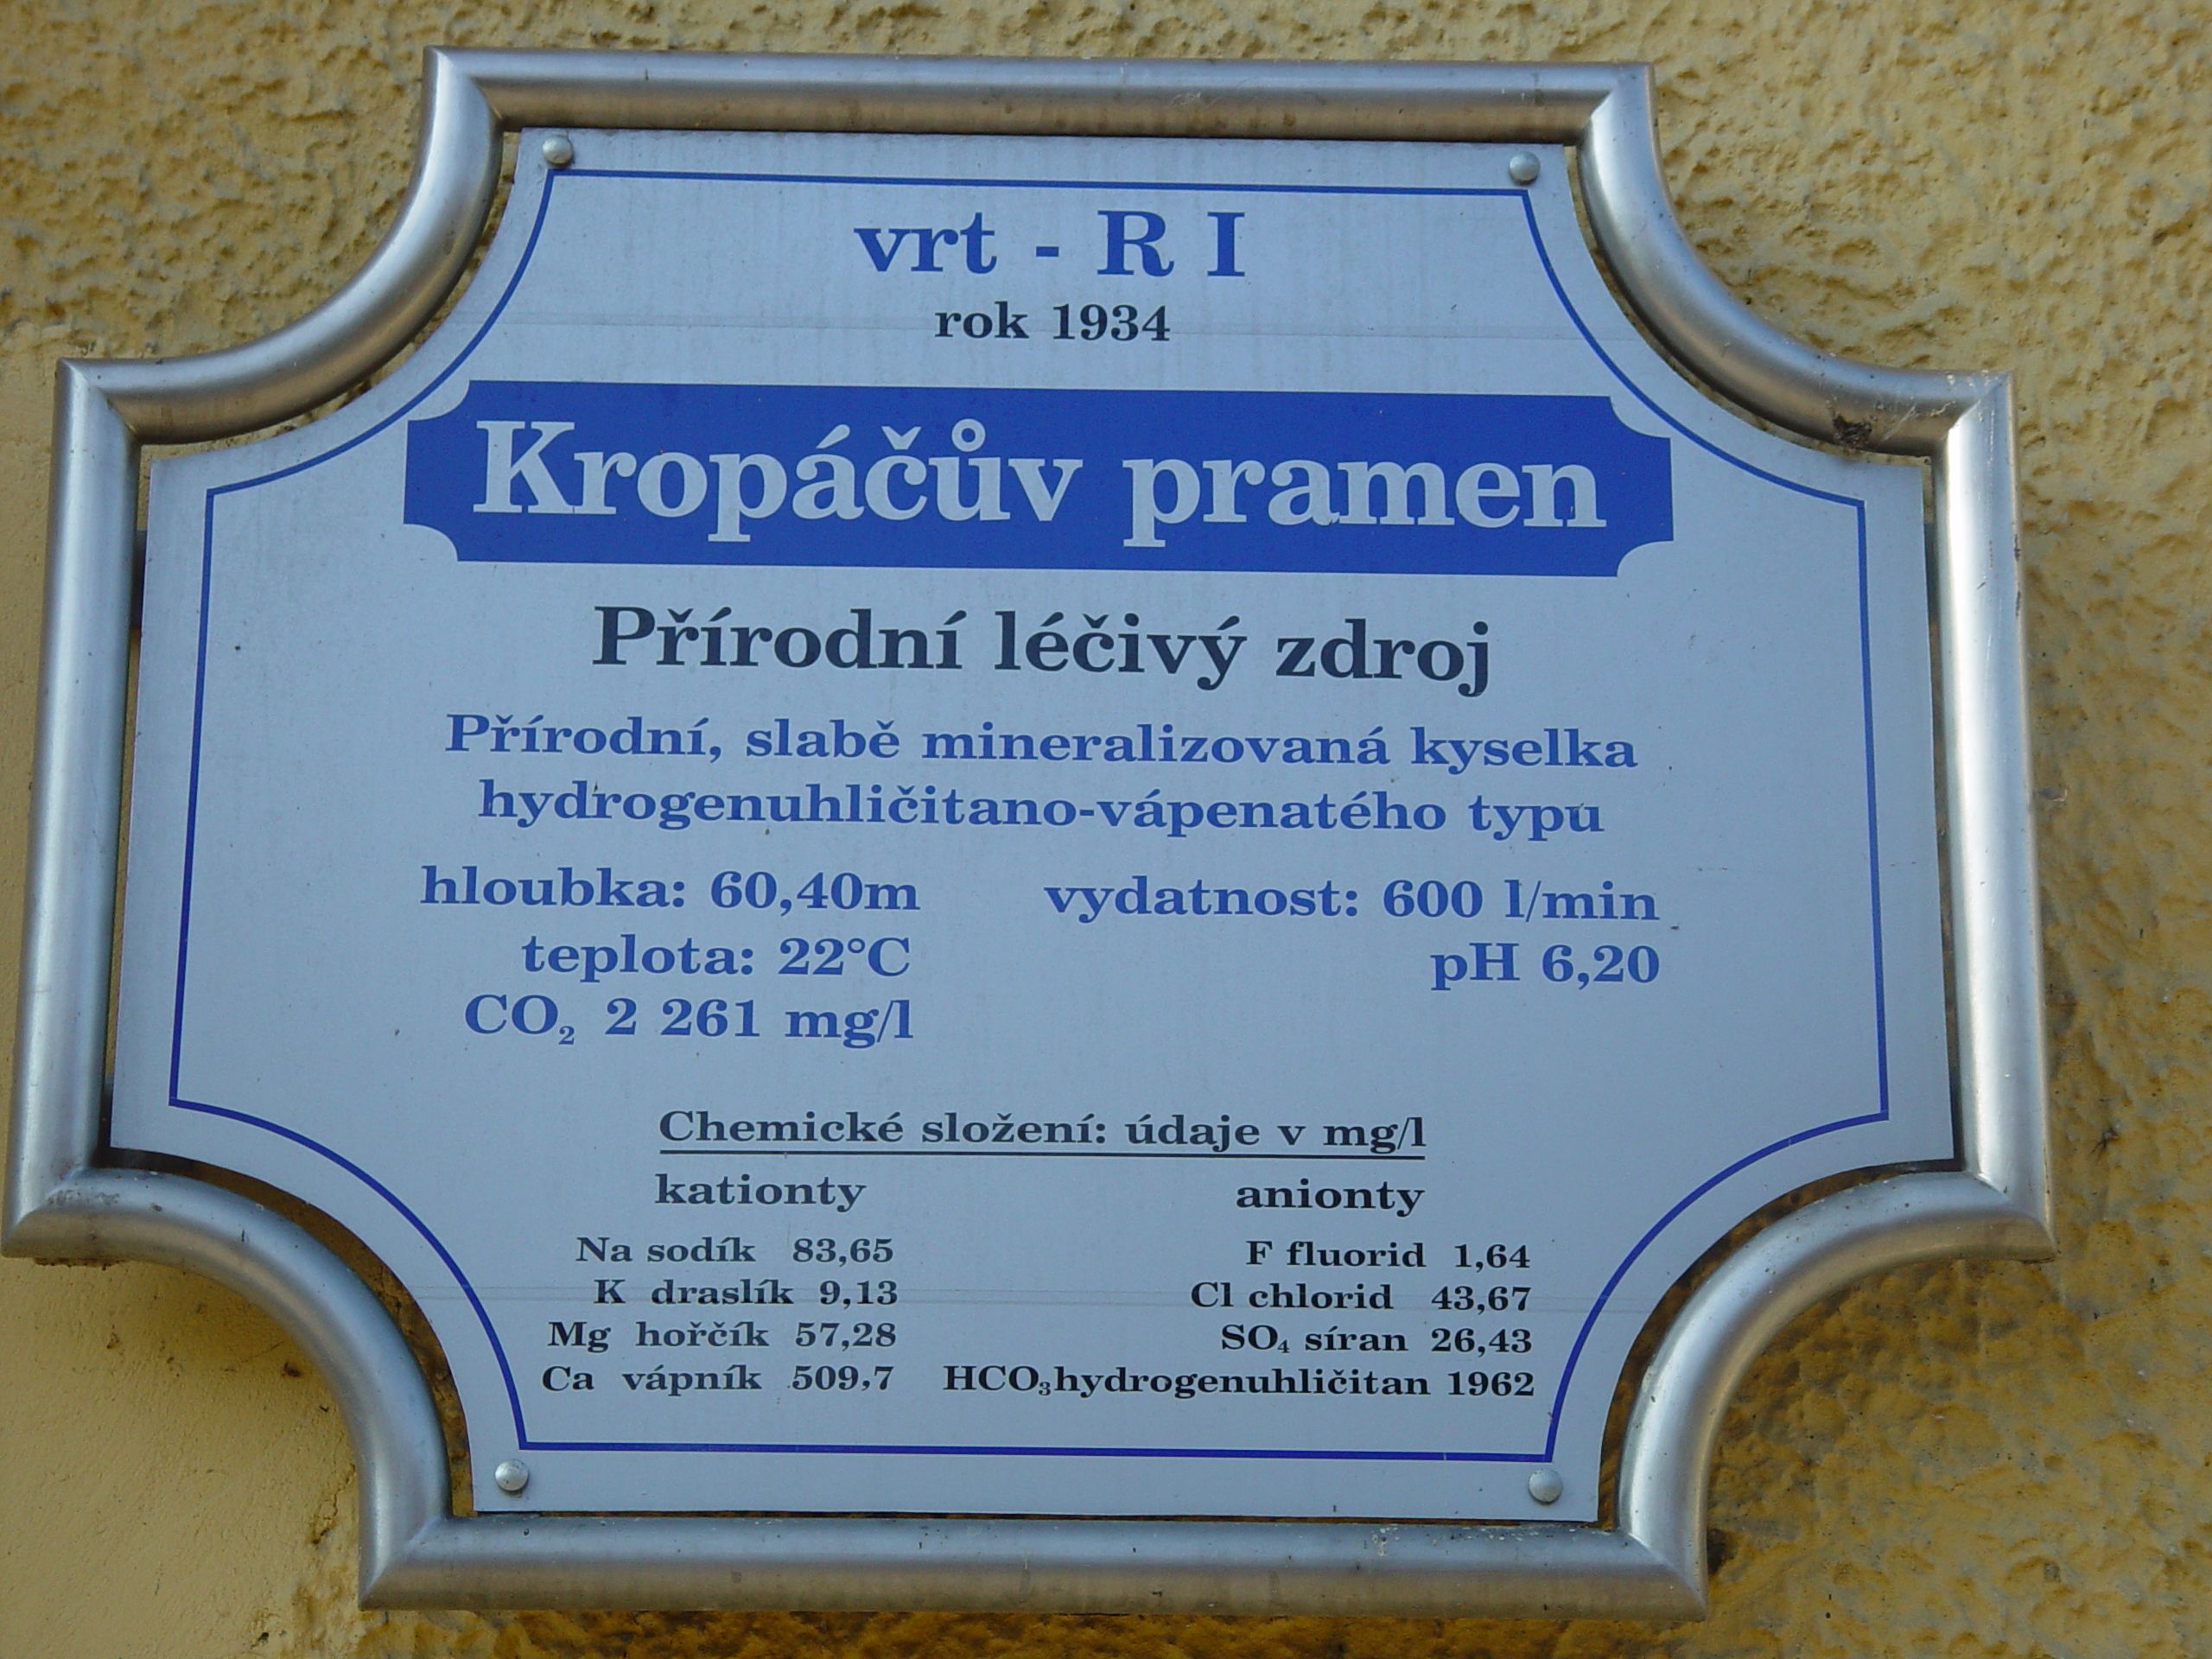 vrt - R I
rok 1934
Kropáčův pramen
Přírodní léčivý zdroj
Přírodní, slabě mineralizovaná kyselka
hydrogenuhličitano-vápenatého typu
hloubka: 60,40m vydatnost: 600 l/min
teplota: 22°C pH 6,20
CO₂ 2 261 mg/l
Chemické složení: údaje v mg/l
kationty anionty
Na sodík 83,65 F fluorid 1,64
K draslík 9,13 Cl chlorid 43,67
Mg hořčík 57,28 SO₄ síran 26,43
Ca vápník 509,7 HCO₃hydrogenuhličitan 1962